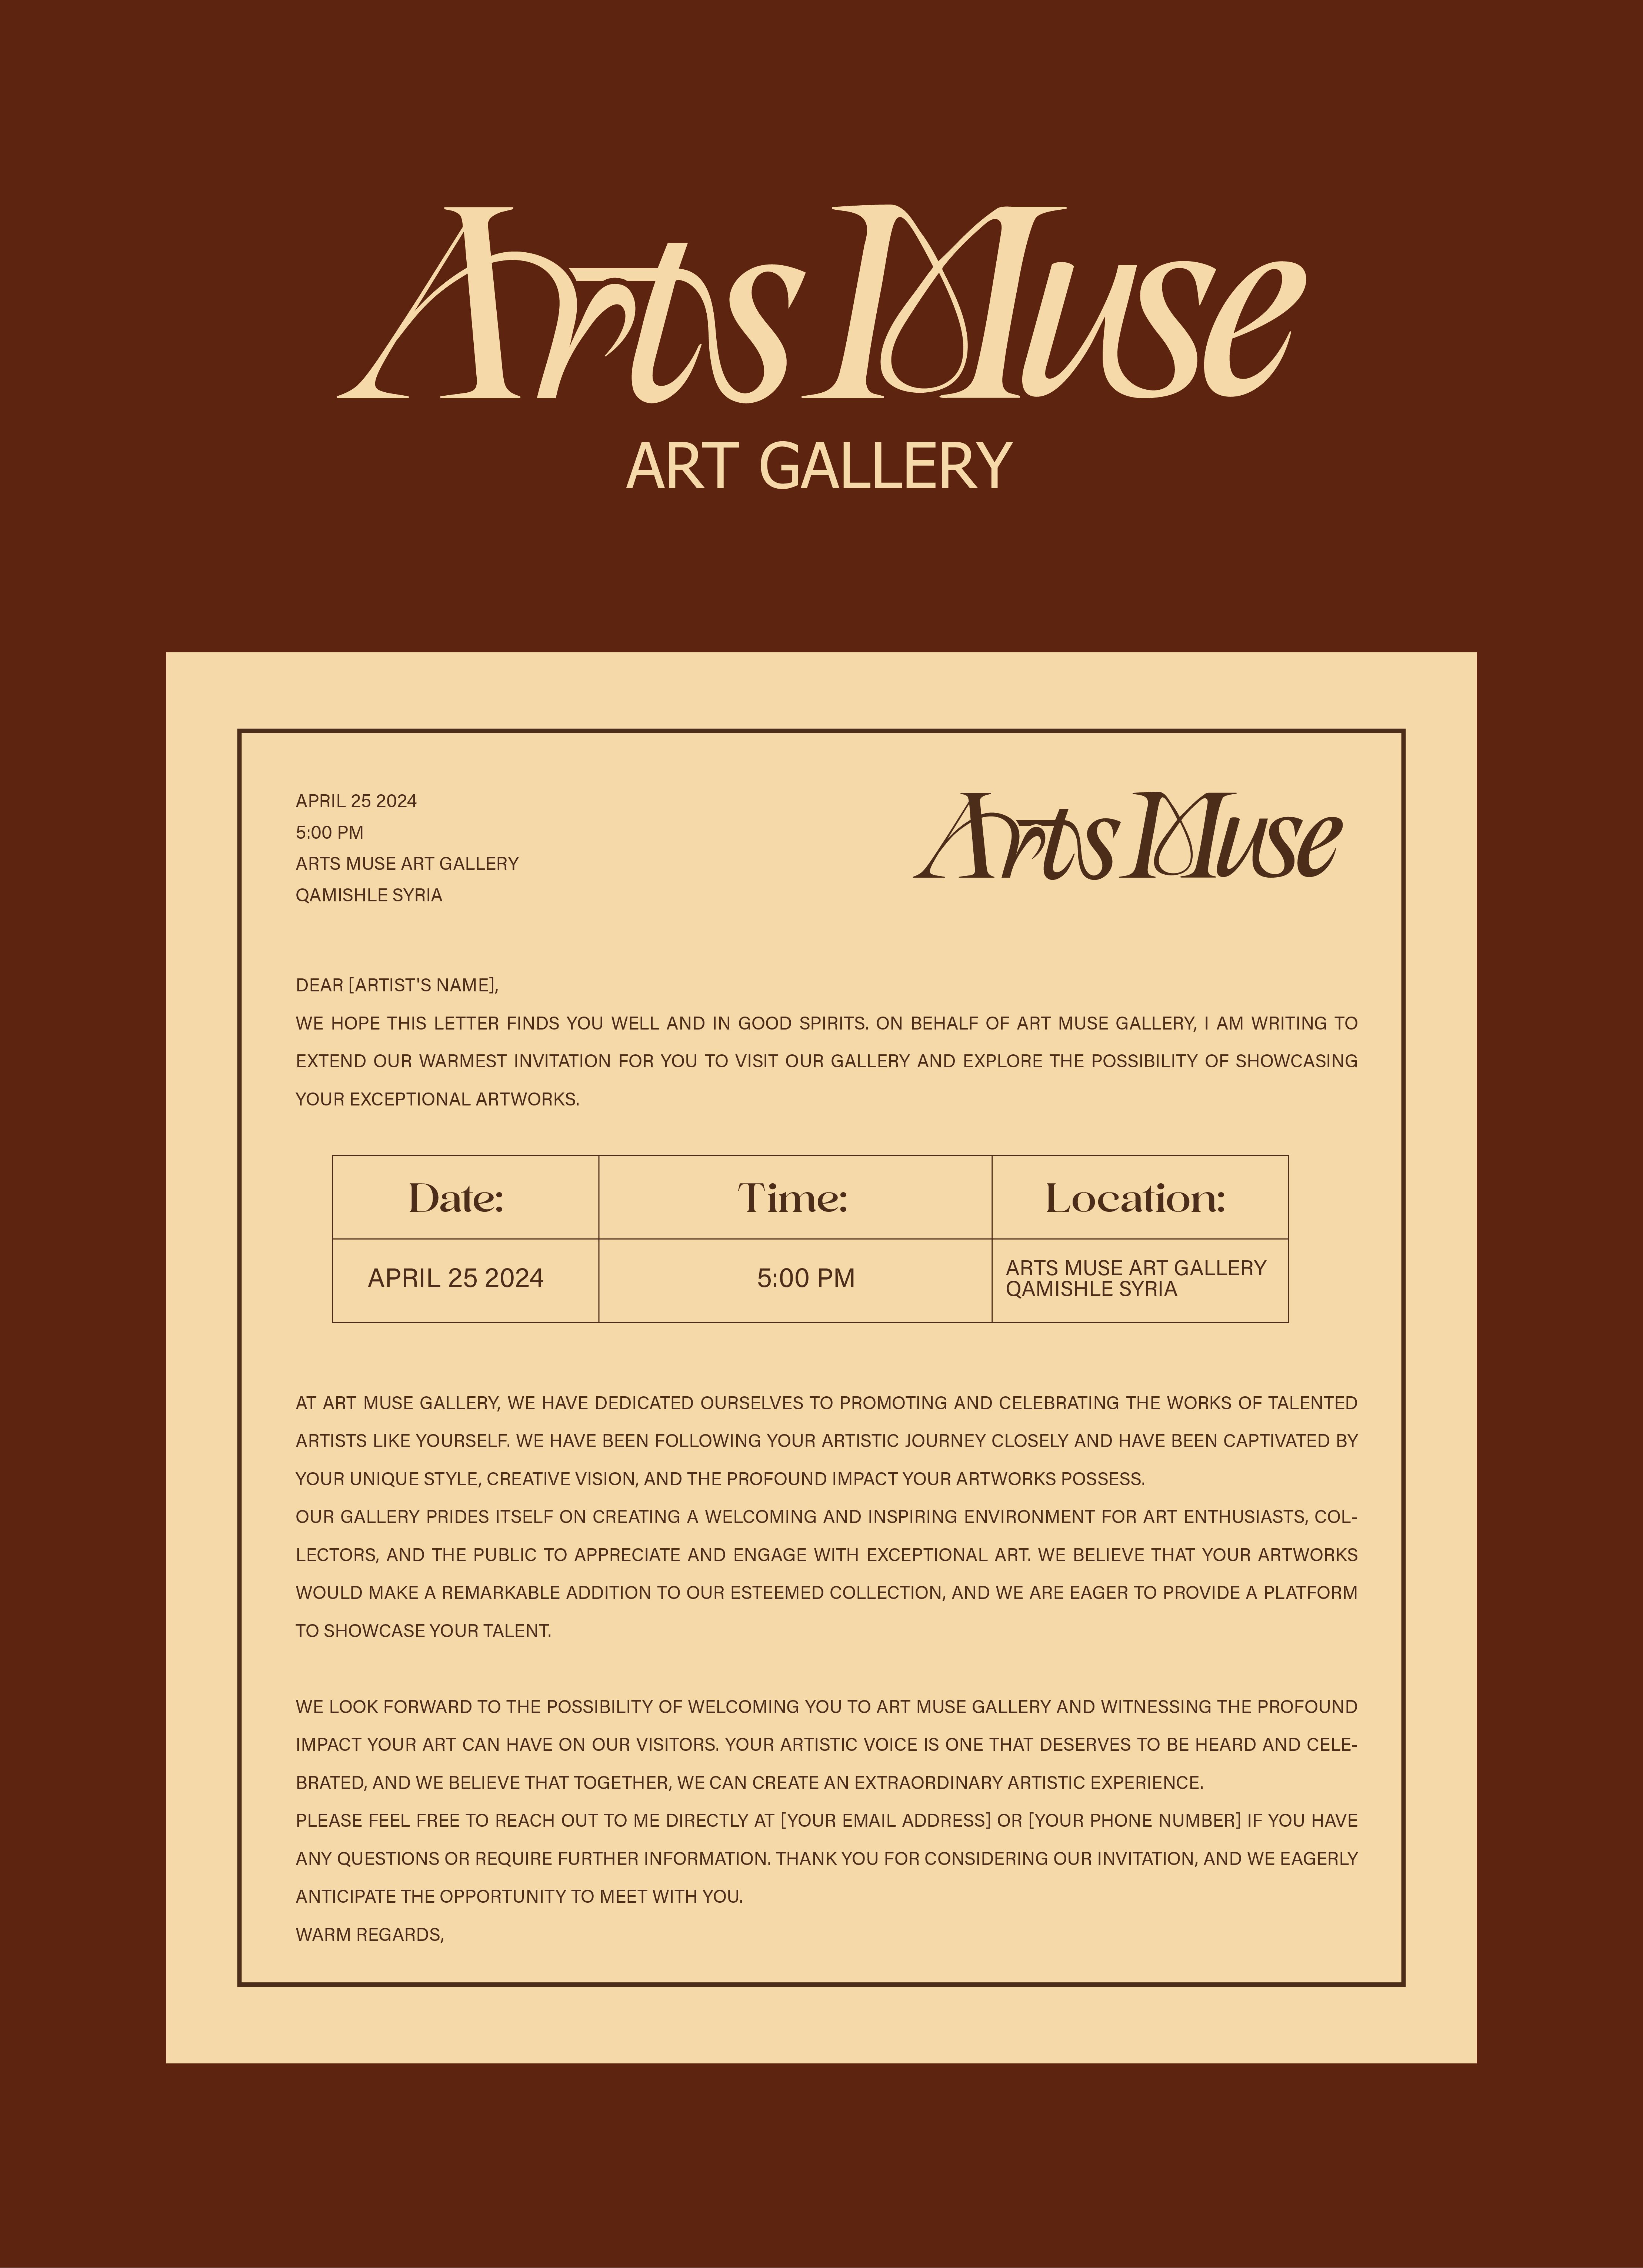 Arts Muse
ART GALLERY
APRIL 25 2024
5:00 PM
ARTS MUSE ART GALLERY
QAMISHLE SYRIA
Arts Muse
DEAR [ARTIST'S NAME],
WE HOPE THIS LETTER FINDS YOU WELL AND IN GOOD SPIRITS. ON BEHALF OF ART MUSE GALLERY, I AM WRITING TO
EXTEND OUR WARMEST INVITATION FOR YOU TO VISIT OUR GALLERY AND EXPLORE THE POSSIBILITY OF SHOWCASING
YOUR EXCEPTIONAL ARTWORKS.
Date: Time: Location:
APRIL 25 2024 5:00 PM ARTS MUSE ART GALLERY
QAMISHLE SYRIA
AT ART MUSE GALLERY, WE HAVE DEDICATED OURSELVES TO PROMOTING AND CELEBRATING THE WORKS OF TALENTED
ARTISTS LIKE YOURSELF. WE HAVE BEEN FOLLOWING YOUR ARTISTIC JOURNEY CLOSELY AND HAVE BEEN CAPTIVATED BY
YOUR UNIQUE STYLE, CREATIVE VISION, AND THE PROFOUND IMPACT YOUR ARTWORKS POSSESS.
OUR GALLERY PRIDES ITSELF ON CREATING A WELCOMING AND INSPIRING ENVIRONMENT FOR ART ENTHUSIASTS, COL-
LECTORS, AND THE PUBLIC TO APPRECIATE AND ENGAGE WITH EXCEPTIONAL ART. WE BELIEVE THAT YOUR ARTWORKS
WOULD MAKE A REMARKABLE ADDITION TO OUR ESTEEMED COLLECTION, AND WE ARE EAGER TO PROVIDE A PLATFORM
TO SHOWCASE YOUR TALENT.
WE LOOK FORWARD TO THE POSSIBILITY OF WELCOMING YOU TO ART MUSE GALLERY AND WITNESSING THE PROFOUND
IMPACT YOUR ART CAN HAVE ON OUR VISITORS. YOUR ARTISTIC VOICE IS ONE THAT DESERVES TO BE HEARD AND CELE-
BRATED, AND WE BELIEVE THAT TOGETHER, WE CAN CREATE AN EXTRAORDINARY ARTISTIC EXPERIENCE.
PLEASE FEEL FREE TO REACH OUT TO ME DIRECTLY AT [YOUR EMAIL ADDRESS] OR [YOUR PHONE NUMBER] IF YOU HAVE
ANY QUESTIONS OR REQUIRE FURTHER INFORMATION. THANK YOU FOR CONSIDERING OUR INVITATION, AND WE EAGERLY
ANTICIPATE THE OPPORTUNITY TO MEET WITH YOU.
WARM REGARDS,